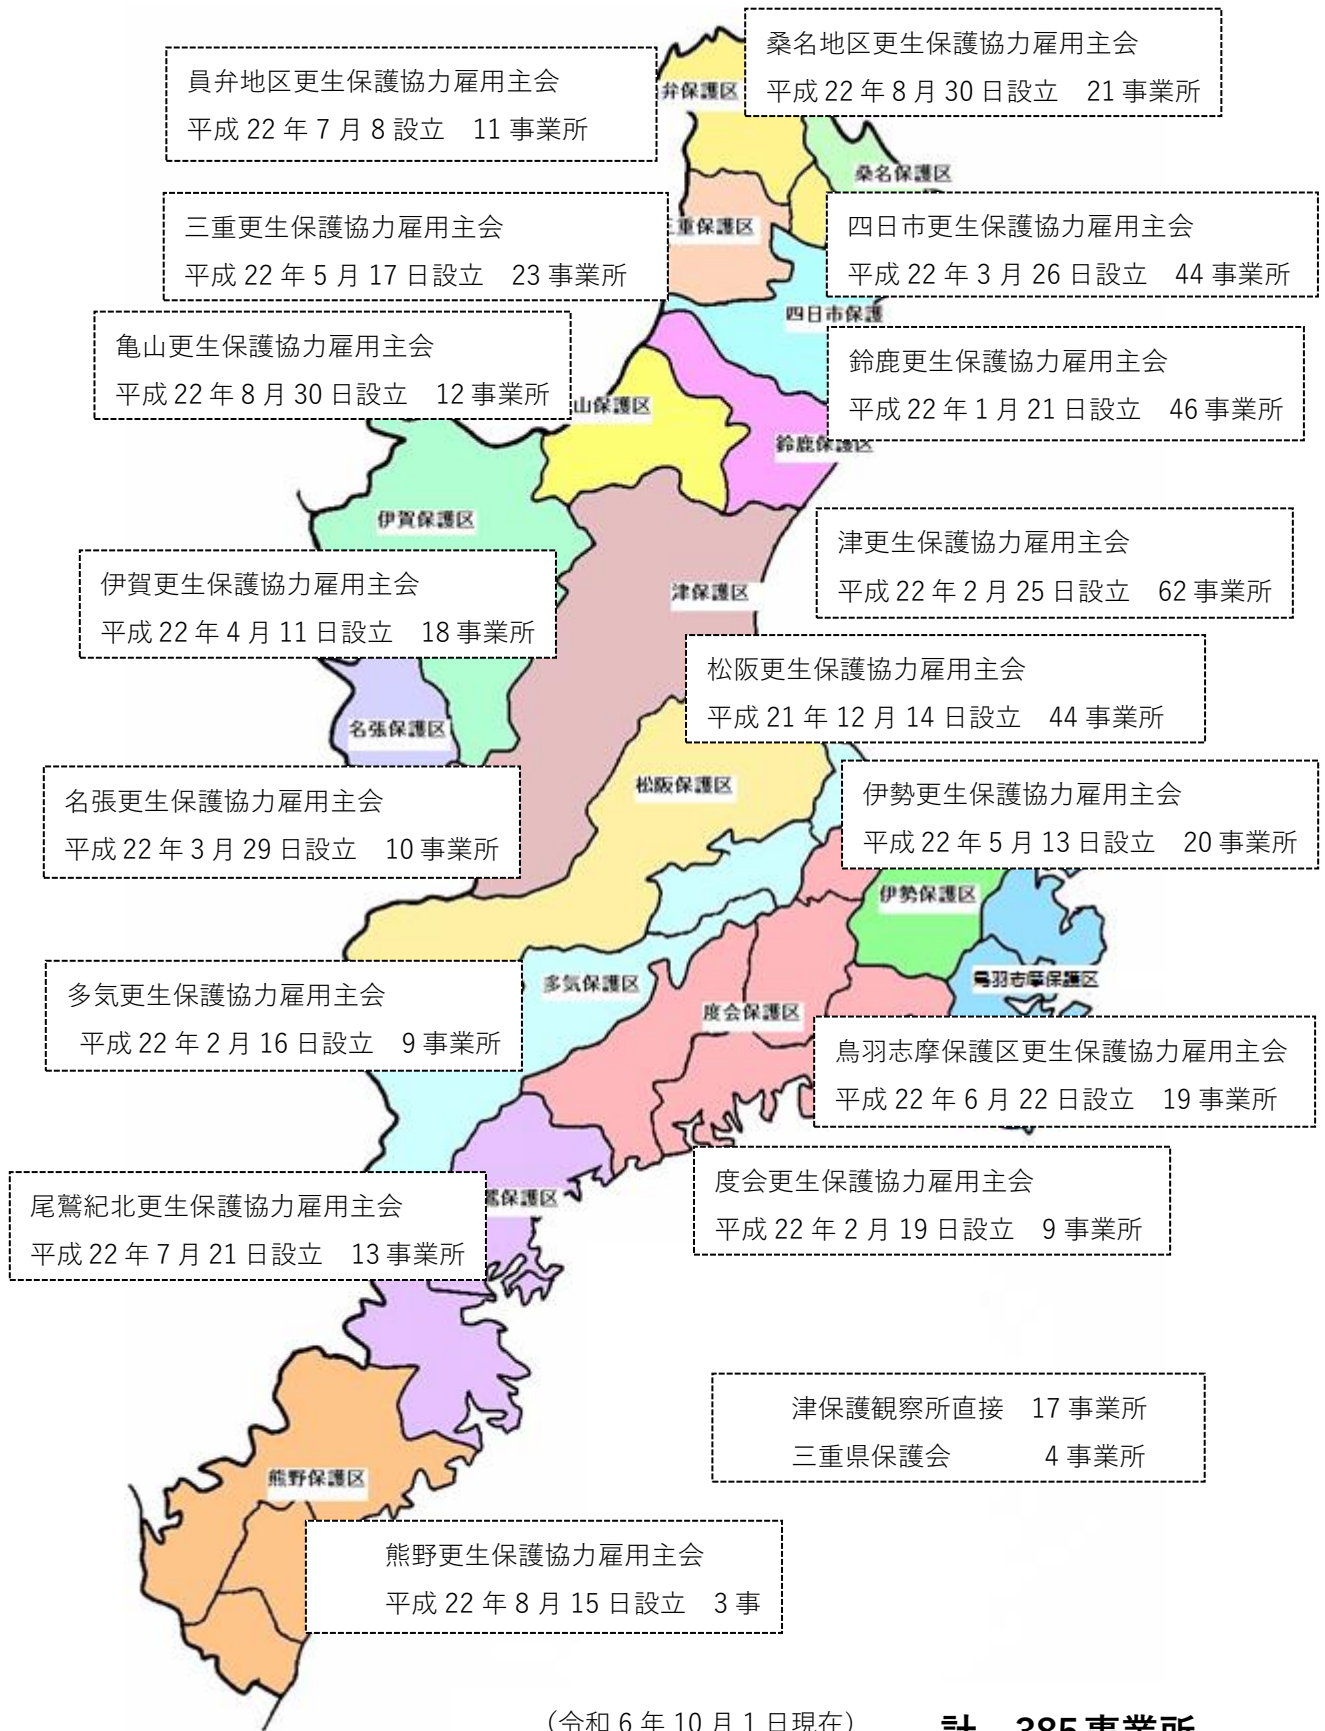 桑名地区更生保護協力雇用主会
平成 22 年 8 月 30 日設立　21 事業所
員弁地区更生保護協力雇用主会
平成 22 年 7 月 8 設立　11 事業所
弁保護区
桑名保護区
三重更生保護協力雇用主会
平成 22 年 5 月 17 日設立　23 事業所
重保護区
四日市更生保護協力雇用主会
平成 22 年 3 月 26 日設立　44 事業所
四日市保護
亀山更生保護協力雇用主会
平成 22 年 8 月 30 日設立　12 事業所
山保護区
鈴鹿更生保護協力雇用主会
平成 22 年 1 月 21 日設立　46 事業所
鈴鹿保護区
伊賀保護区
津更生保護協力雇用主会
平成 22 年 2 月 25 日設立　62 事業所
伊賀更生保護協力雇用主会
平成 22 年 4 月 11 日設立　18 事業所
津保護区
松阪更生保護協力雇用主会
平成 21 年 12 月 14 日設立　44 事業所
名張保護区
松阪保護区
名張更生保護協力雇用主会
平成 22 年 3 月 29 日設立　10 事業所
伊勢更生保護協力雇用主会
平成 22 年 5 月 13 日設立　20 事業所
伊勢保護区
多気更生保護協力雇用主会
平成 22 年 2 月 16 日設立　9 事業所
多気保護区
鳥羽志摩保護区
度会保護区
鳥羽志摩保護区更生保護協力雇用主会
平成 22 年 6 月 22 日設立　19 事業所
度会更生保護協力雇用主会
平成 22 年 2 月 19 日設立　9 事業所
尾鷲紀北更生保護協力雇用主会
平成 22 年 7 月 21 日設立　13 事業所
鷲保護区
津保護観察所直接　17 事業所
三重県保護会　4 事業所
熊野保護区
熊野更生保護協力雇用主会
平成 22 年 8 月 15 日設立　3 事
（令和 6 年 10 月 1 日現在）
計　385事業所